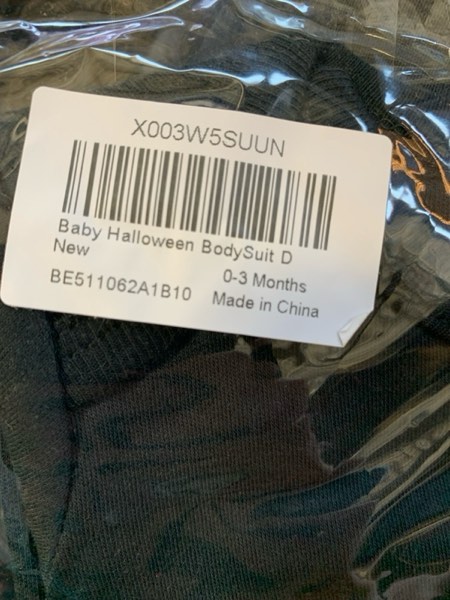 X003W5SUUN
Baby Halloween BodySuit D
New
0-3 Months
BE511062A1B10
Made in China